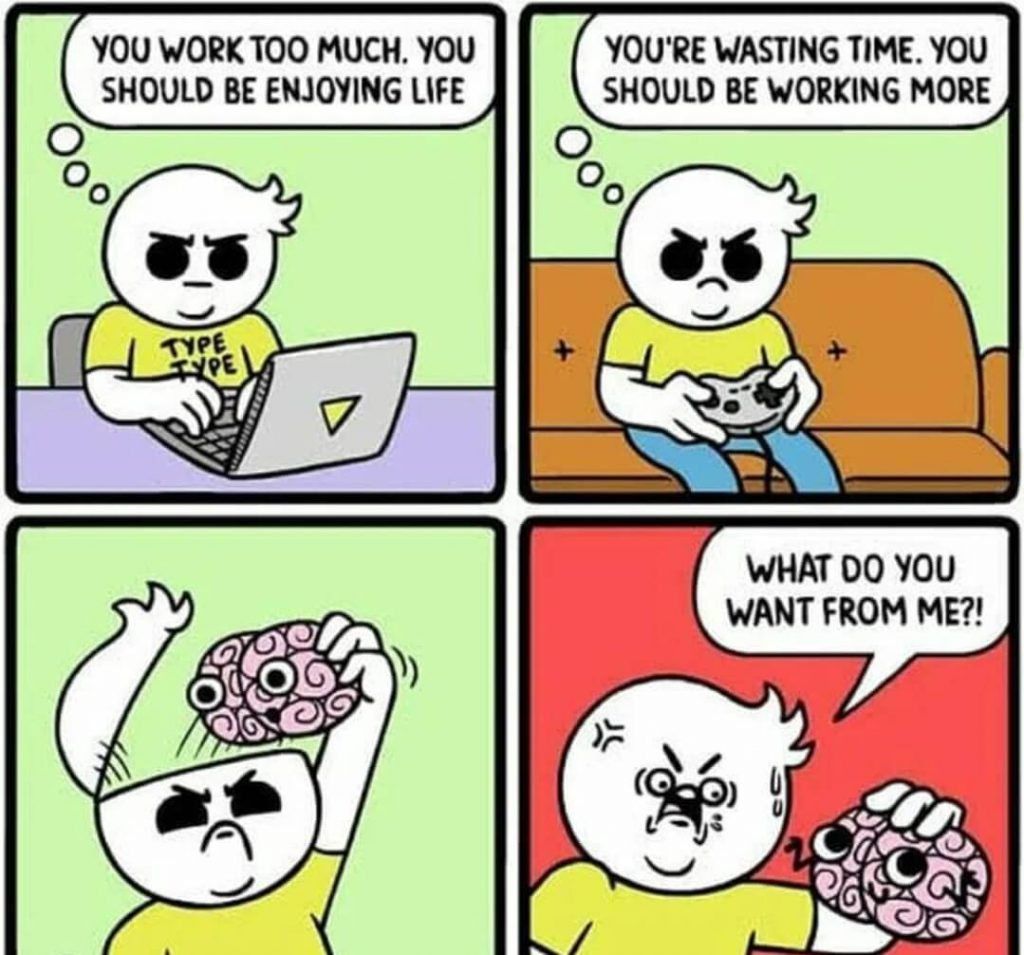 YOU WORK TOO MUCH. YOU
SHOULD BE ENJOYING LIFE
TYPE
TYPE
YOU'RE WASTING TIME. YOU
SHOULD BE WORKING MORE
WHAT DO YOU
WANT FROM ME?!